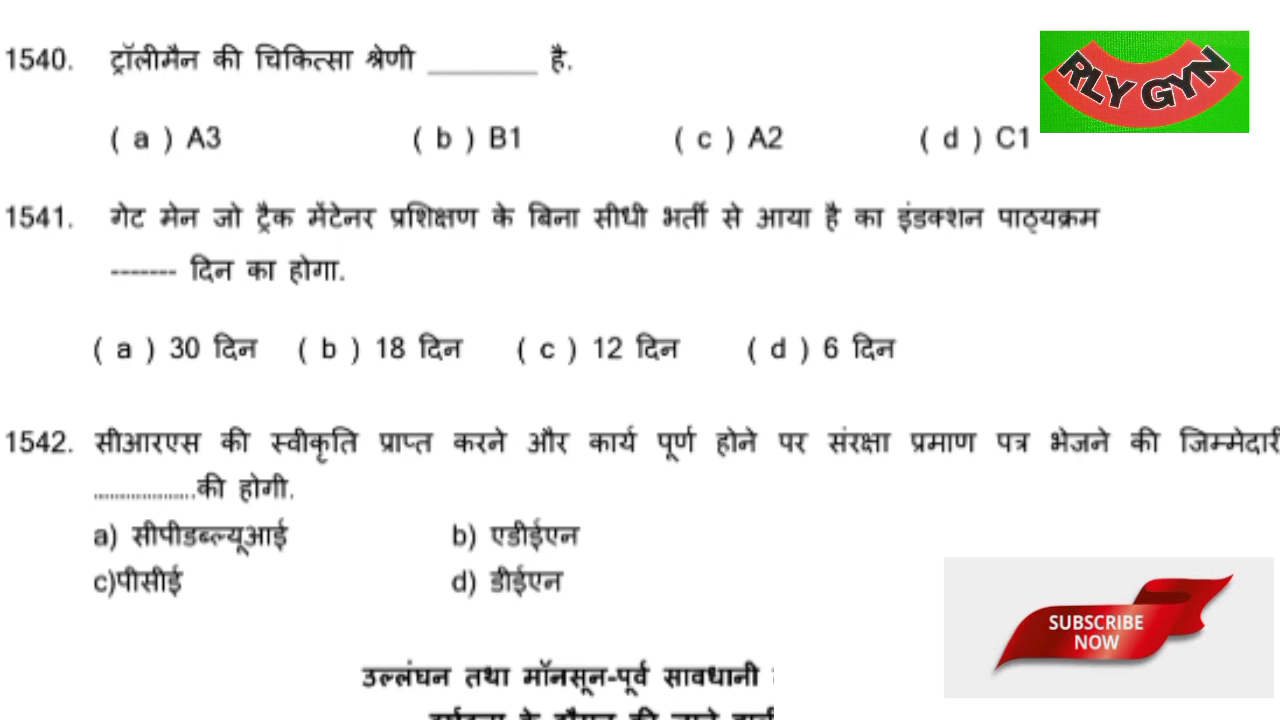 1540. ट्रॉलीमैन की चिकित्सा श्रेणी ________ है.
RLY GYN
( a ) A3 ( b ) B1 ( c ) A2 ( d ) C1
1541. गेट मेन जो ट्रैक मेंटेनर प्रशिक्षण के बिना सीधी भर्ती से आया है का इंडक्शन पाठ्यक्रम
------- दिन का होगा.
( a ) 30 दिन ( b ) 18 दिन ( c ) 12 दिन ( d ) 6 दिन
1542. सीआरएस की स्वीकृति प्राप्त करने और कार्य पूर्ण होने पर संरक्षा प्रमाण पत्र भेजने की जिम्मेदारी
.....................की होगी.
a) सीपीडब्ल्यूआई b) एडीईएन
c)पीसीई d) डीईएन
SUBSCRIBE
NOW
उल्लंघन तथा मॉनसून-पूर्व सावधानी